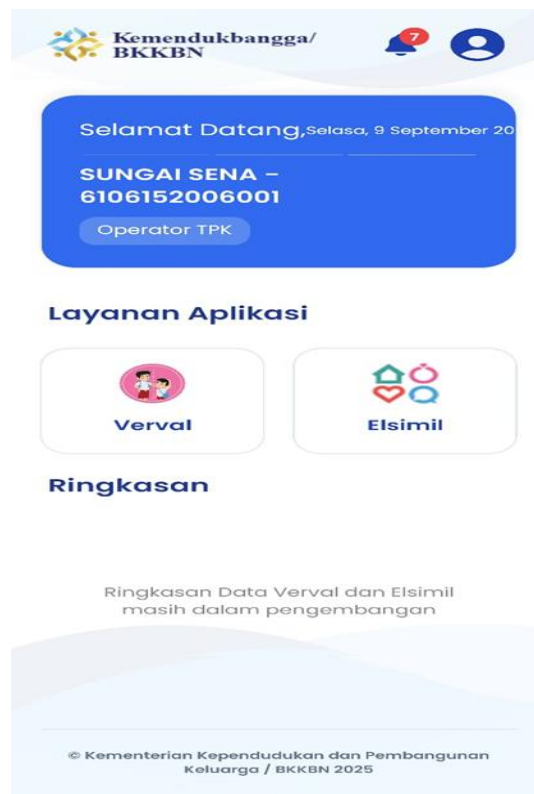 Kemendukbangga/
BKKBN
7
Selamat Datang, Selasa, 9 September 20
SUNGAI SENA –
6106152006001
Operator TPK
Layanan Aplikasi
Verval
Elsimil
Ringkasan
Ringkasan Data Verval dan Elsimil
masih dalam pengembangan
© Kementerian Kependudukan dan Pembangunan
Keluarga / BKKBN 2025